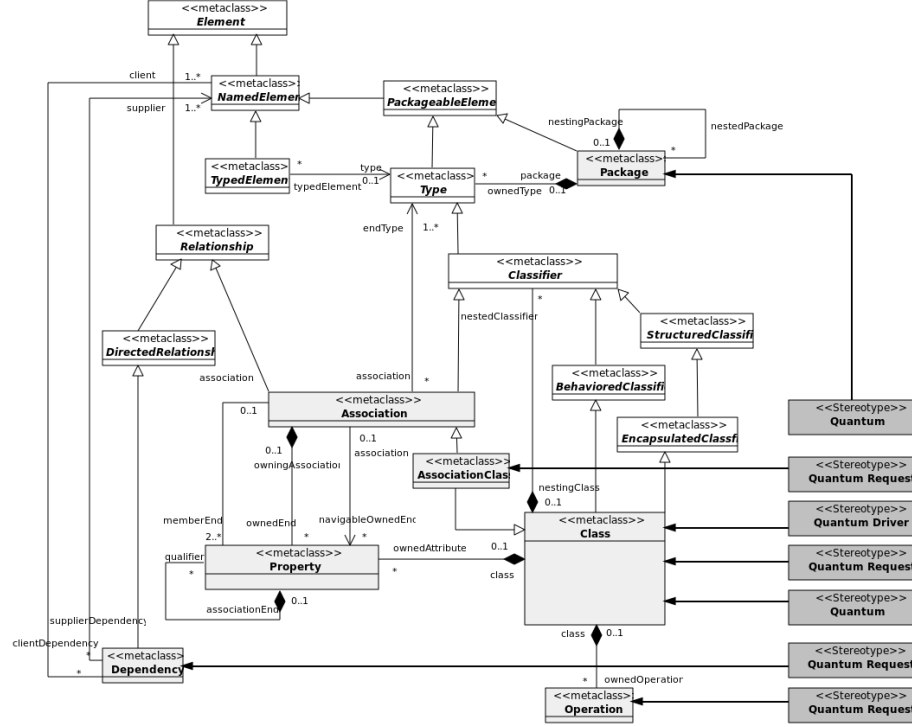 <<metaclass>>
Element
client
1..*
<<metaclass>
NamedElemen
supplier
1..*
<<metaclass>>
PackageableEleme
nestingPackage
0..1
nestedPackage
*
<<metaclass>
Package
<<metaclass>
TypedElemen
*
typedElement
type
0..1
<<metaclass>
Type
*
package
ownedType
0..1
endType
1..*
<<metaclass>>
Relationship
<<metaclass>>
Classifier
*
nestedClassifier
<<metaclass>>
StructuredClassifi
<<metaclass>>
DirectedRelationsh
<<metaclass>>
BehavioredClassifi
association
association
*
<<metaclass>>
Association
0..1
0..1
owningAssociation
0..1
association
<<metaclass>>
EncapsulatedClassifi
<<Stereotype>>
Quantum
<<metaclass>
AssociationClas
<<Stereotype>>
Quantum Request
nestingClass
0..1
<<metaclass>>
Class
<<Stereotype>>
Quantum Driver
memberEnd
2..*
ownedEnd
*
navigableOwnedEnd
*
ownedAttribute
*
0..1
class
qualifier
*
<<metaclass>>
Property
<<Stereotype>>
Quantum Request
associationEnd
0..1
<<Stereotype>>
Quantum
supplierDependency
*
clientDependency
*
<<metaclass>
Dependency
class
0..1
<<Stereotype>>
Quantum Request
*
ownedOperation
<<metaclass>
Operation
<<Stereotype>>
Quantum Request